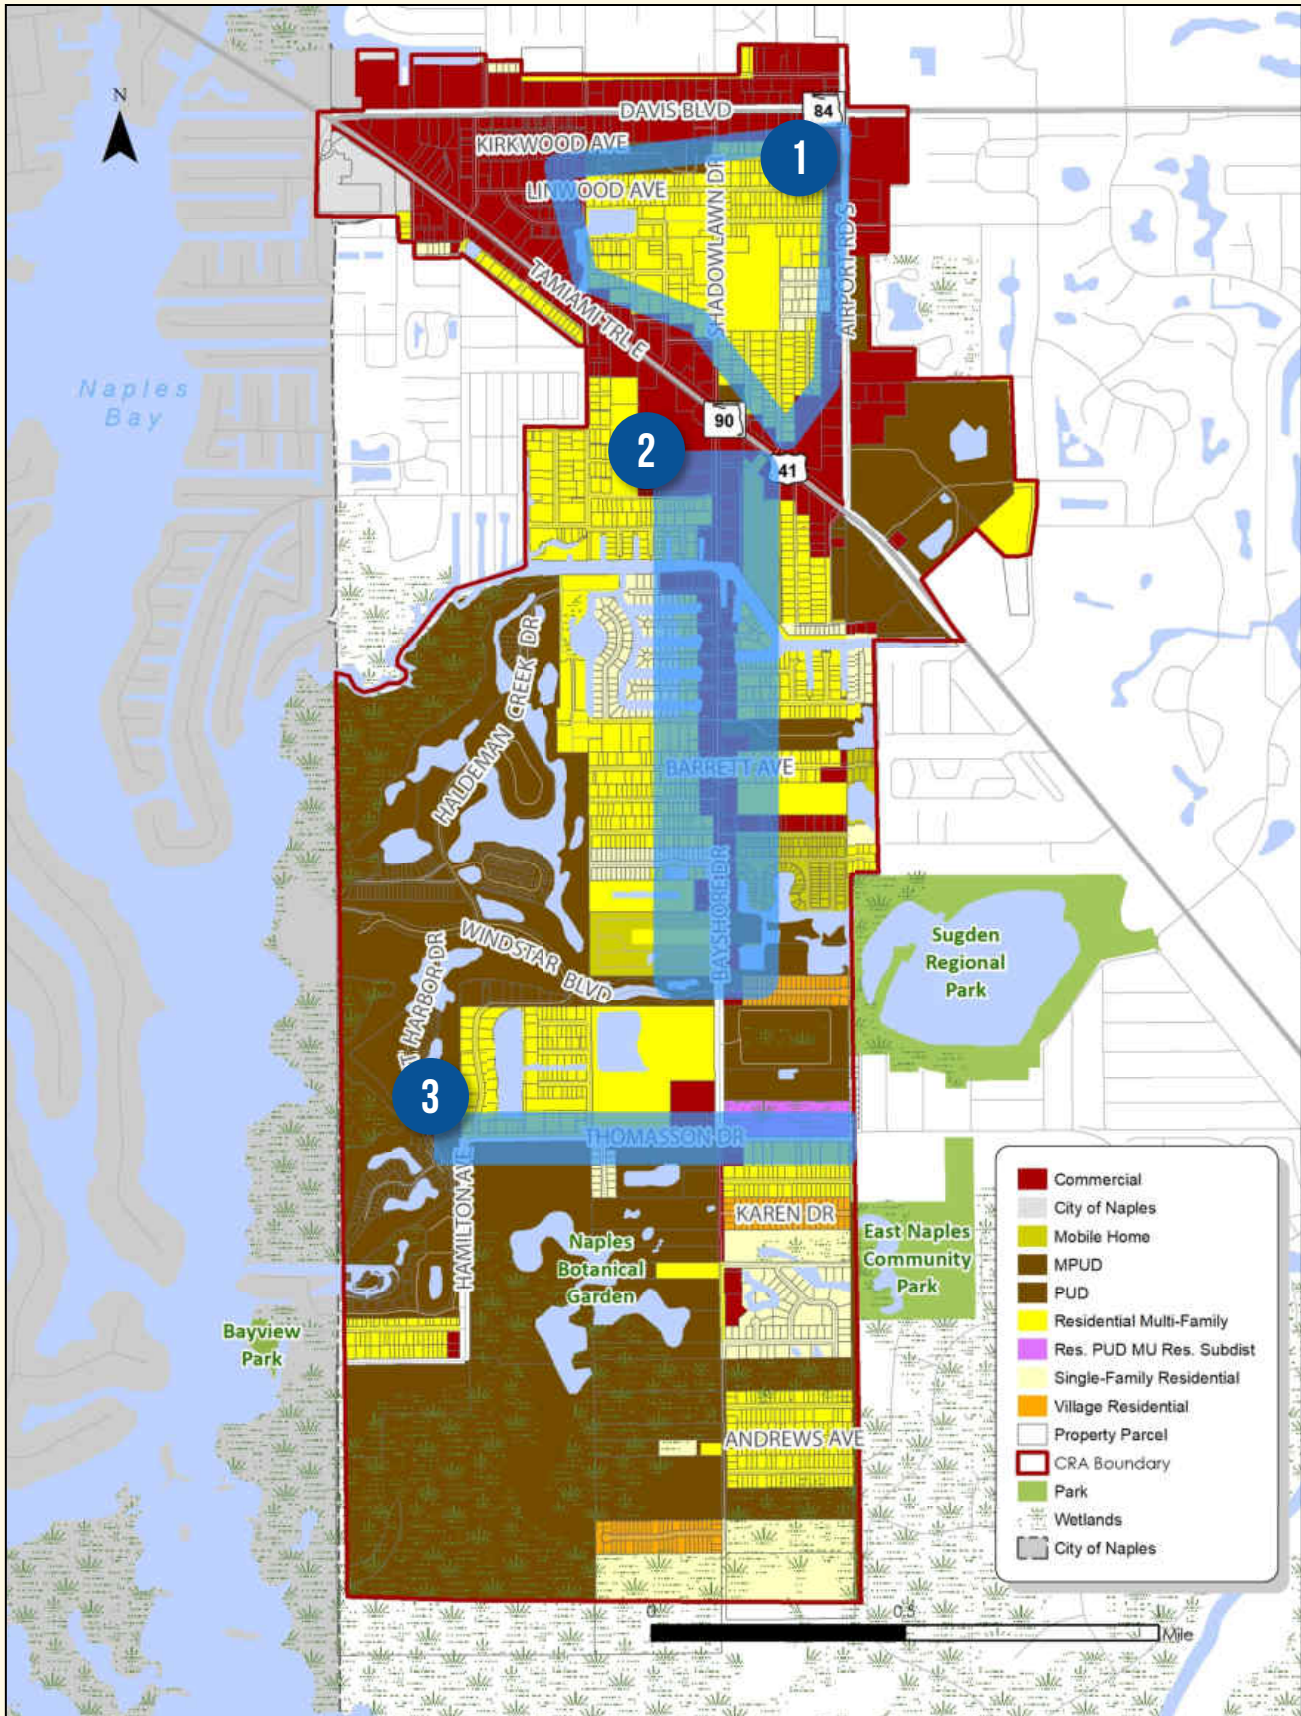 N
DAVIS BLVD
84
KIRKWOOD AVE
1
LINWOOD AVE
SHADOWLAWN DR
AIRPORT RD S
TAMIAMI TRL E
Naples
Bay
90
2
41
HALDEMAN CREEK DR
BARRETT AVE
BAYSHORE DR
WINDSTAR BLVD
Sugden
Regional
Park
T HARBOR DR
3
THOMASSON DR
HAMILTON AVE
KAREN DR
Naples
Botanical
Garden
East Naples
Community
Park
Bayview
Park
ANDREWS AVE
Commercial
City of Naples
Mobile Home
MPUD
PUD
Residential Multi-Family
Res. PUD MU Res. Subdist
Single-Family Residential
Village Residential
Property Parcel
CRA Boundary
Park
Wetlands
City of Naples
0 0.5 1
Mile